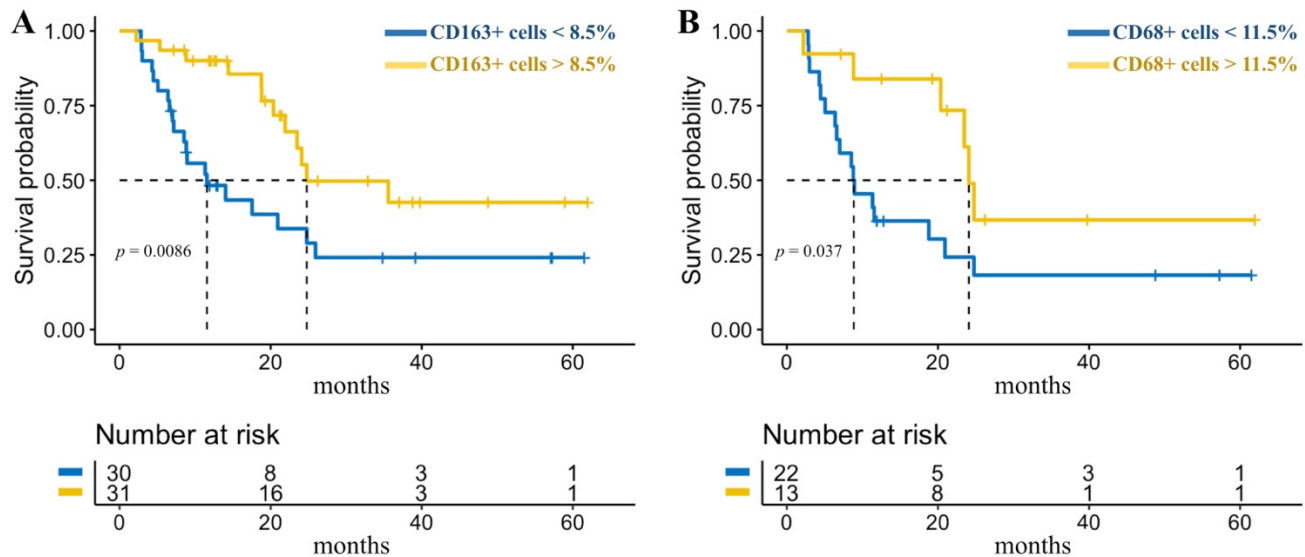 A
CD163+ cells < 8.5%
CD163+ cells > 8.5%
Survival probability
1.00
0.75
0.50
0.25
0.00
p = 0.0086
0 20 40 60
months
Number at risk
30 8 3 1
31 16 3 1
0 20 40 60
months
B
CD68+ cells < 11.5%
CD68+ cells > 11.5%
Survival probability
1.00
0.75
0.50
0.25
0.00
p = 0.037
0 20 40 60
months
Number at risk
22 5 3 1
13 8 1 1
0 20 40 60
months